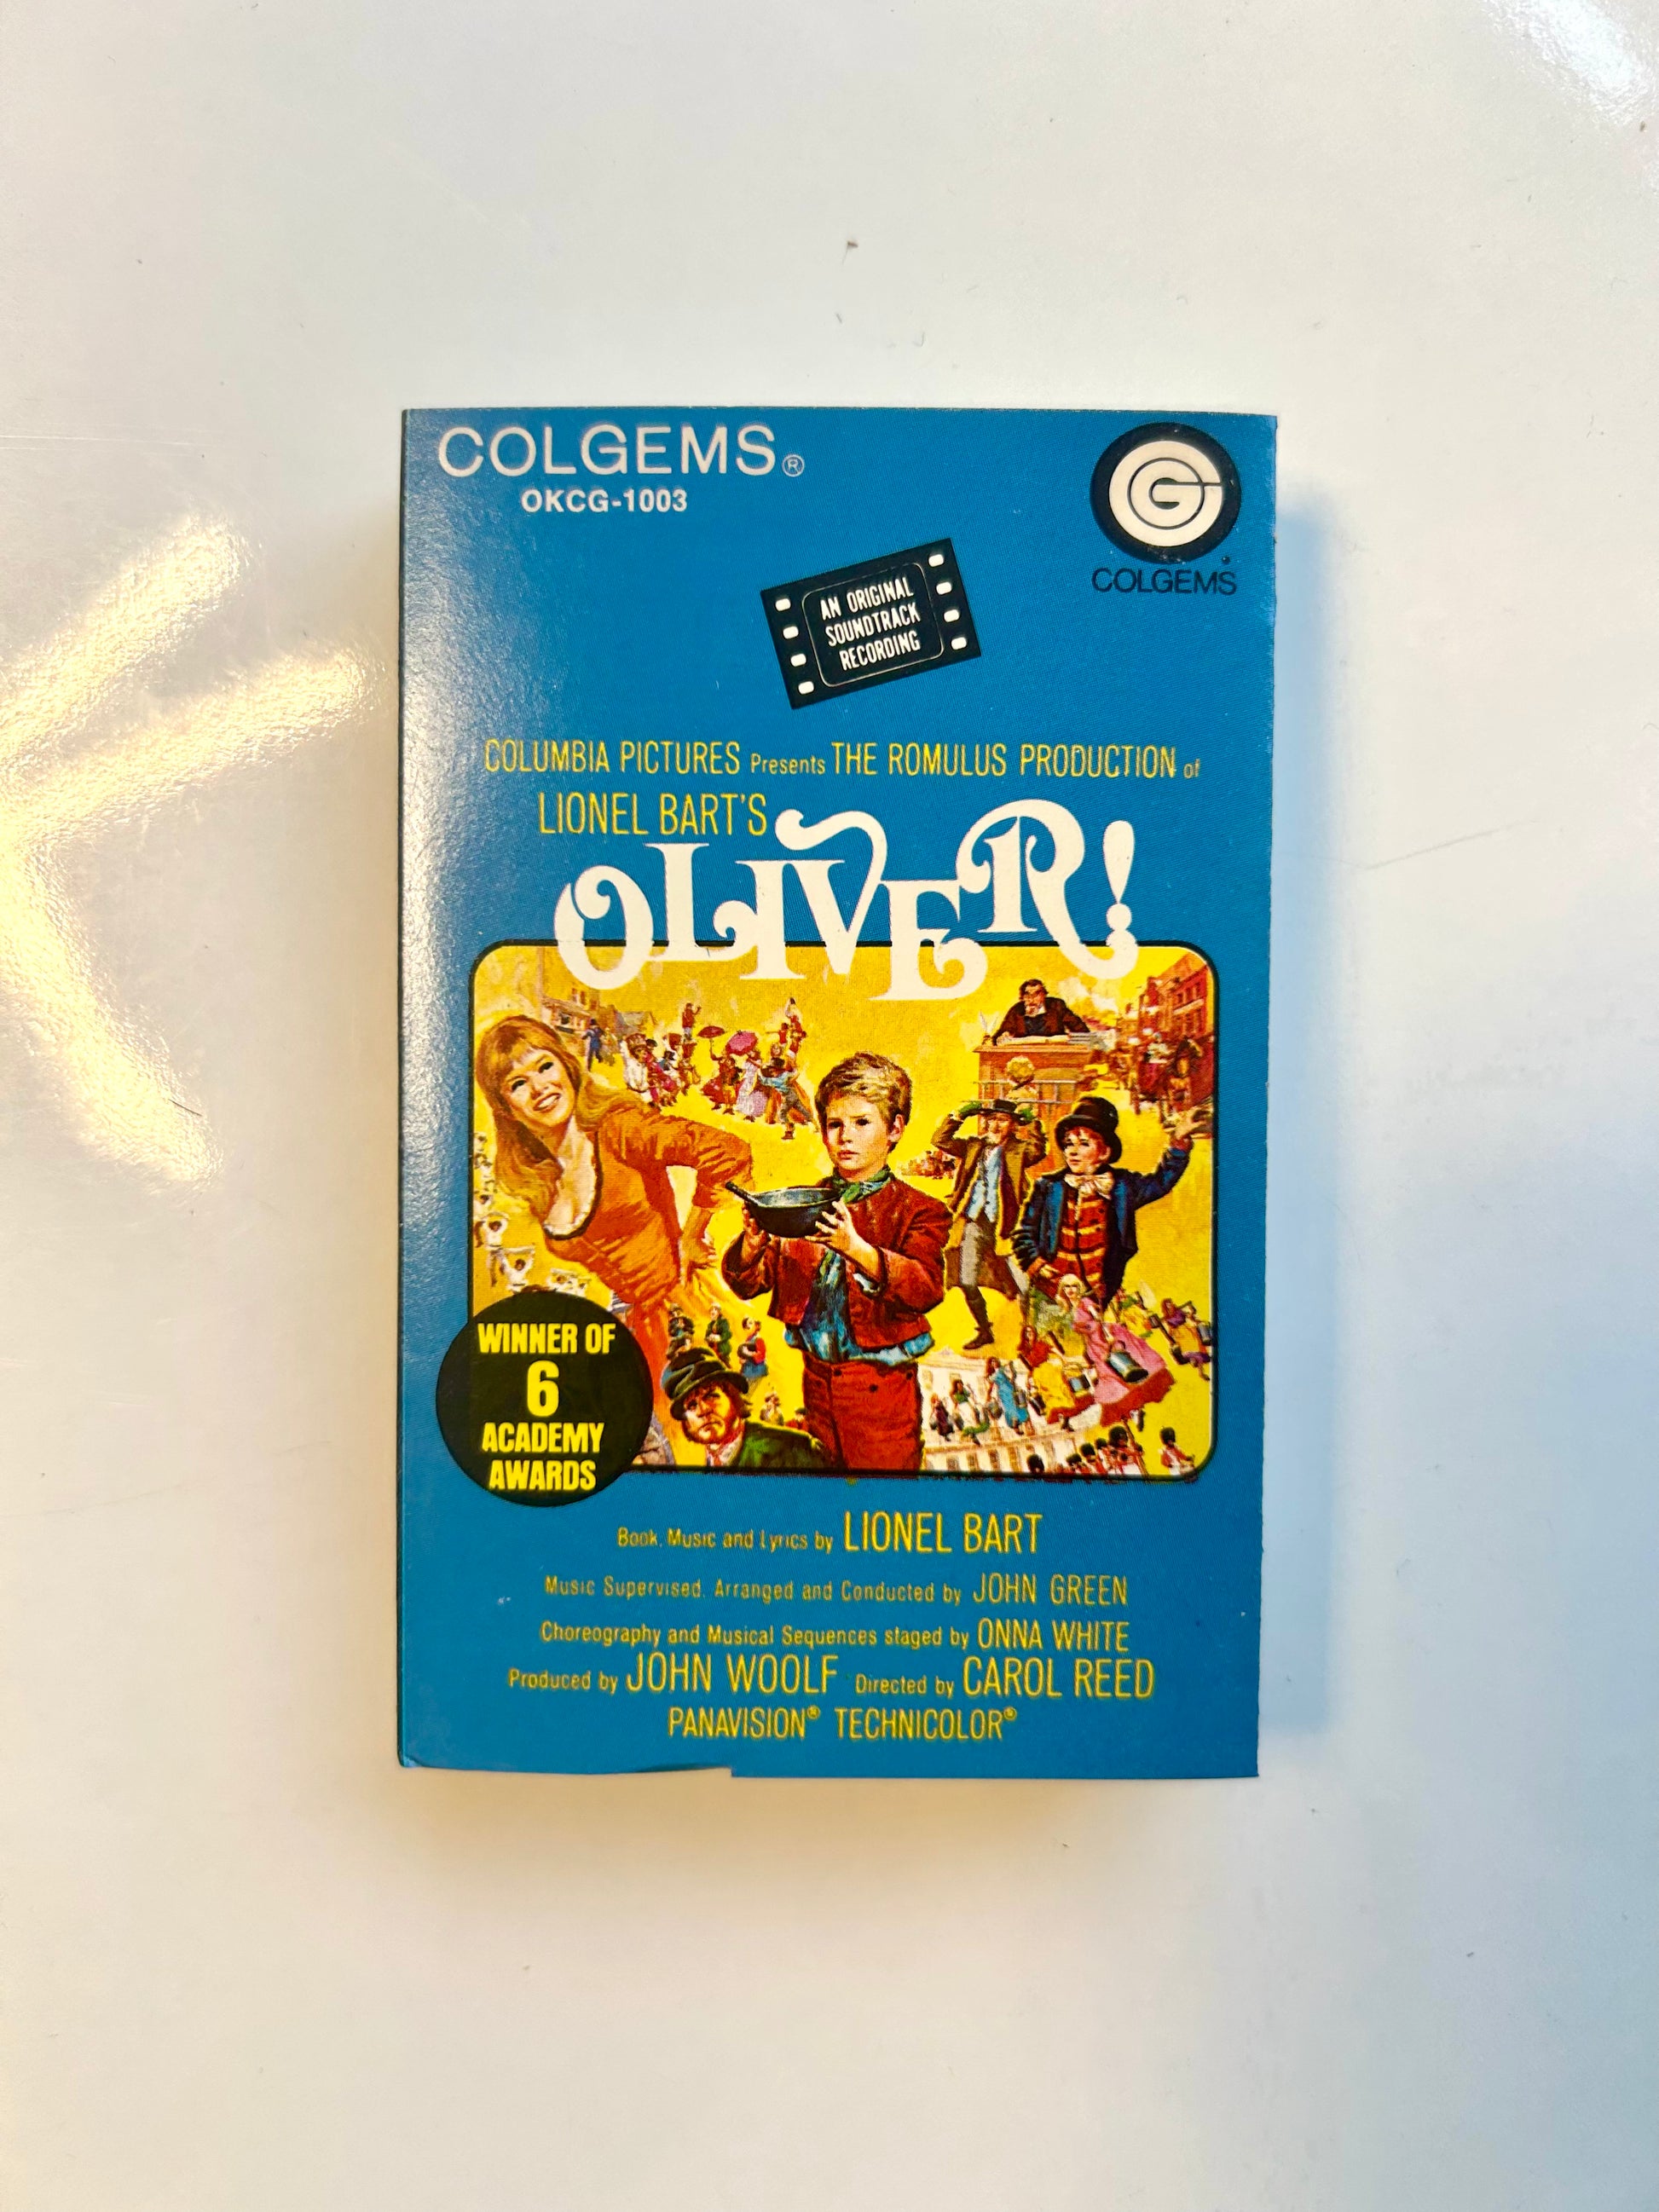 COLGEMS®
OKCG-1003
G
COLGEMS
AN ORIGINAL
SOUNDTRACK
RECORDING
COLUMBIA PICTURES Presents THE ROMULUS PRODUCTION of
LIONEL BART'S
OLIVER!
WINNER OF
6
ACADEMY
AWARDS
Book, Music and Lyrics by LIONEL BART
Music Supervised, Arranged and Conducted by JOHN GREEN
Choreography and Musical Sequences staged by ONNA WHITE
Produced by JOHN WOOLF Directed by CAROL REED
PANAVISION® TECHNICOLOR®